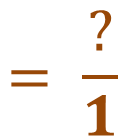 = ?/1